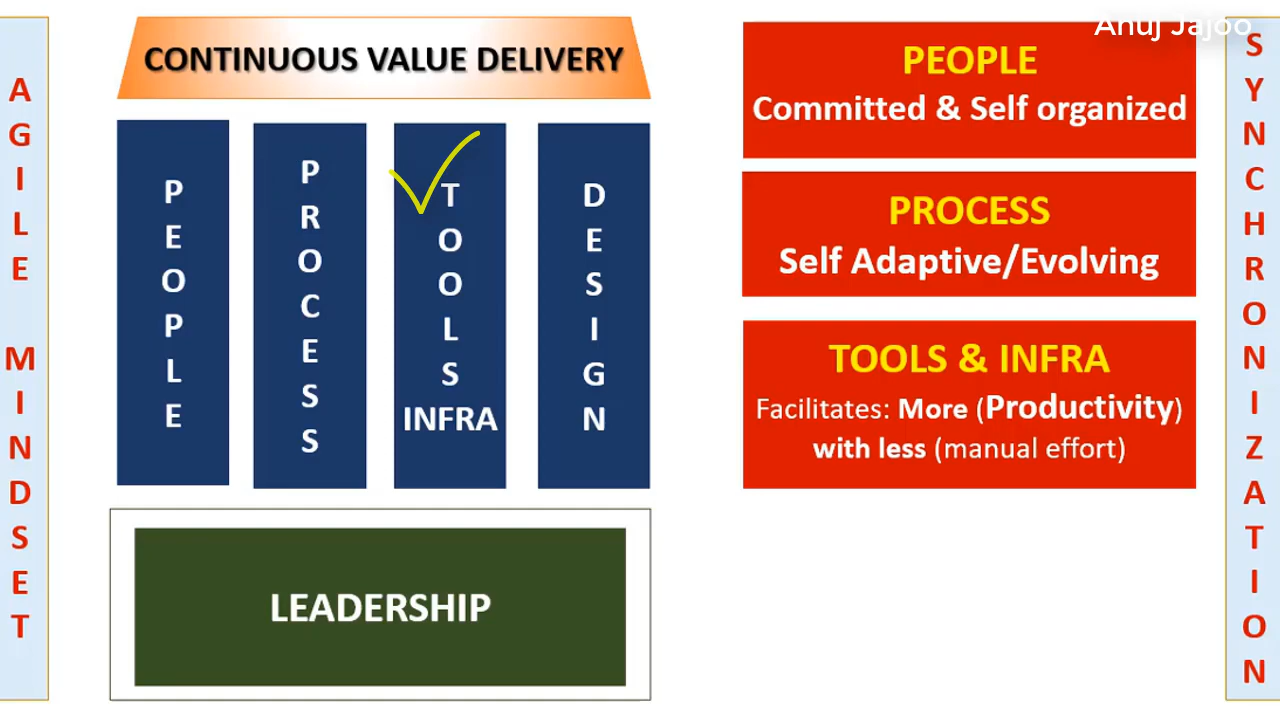 AGILE MINDSET
CONTINUOUS VALUE DELIVERY
PEOPLE
PROCESS
TOOLS
INFRA
DESIGN
LEADERSHIP
Anuj Jajoo
PEOPLE
Committed & Self organized
PROCESS
Self Adaptive/Evolving
TOOLS & INFRA
Facilitates: More (Productivity)
with less (manual effort)
SYNCHRONIZATION